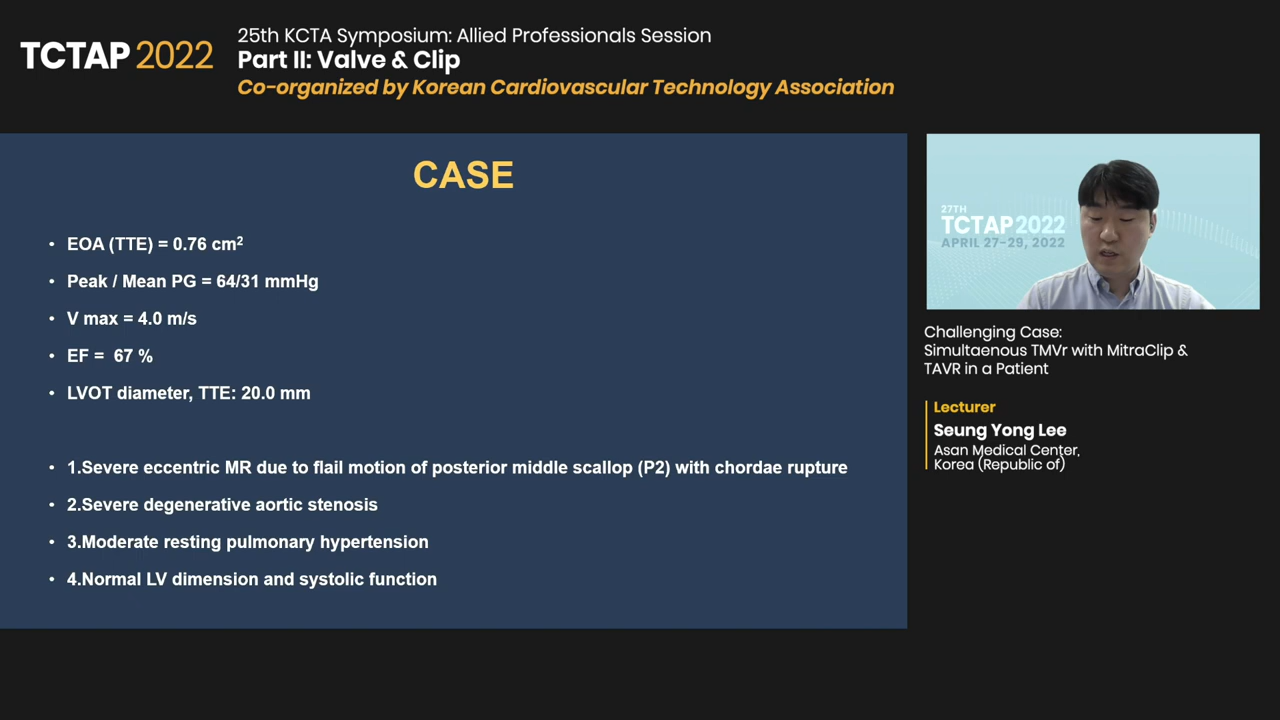 TCTAP 2022
25th KCTA Symposium: Allied Professionals Session
Part II: Valve & Clip
Co-organized by Korean Cardiovascular Technology Association
CASE
• EOA (TTE) = 0.76 cm²
• Peak / Mean PG = 64/31 mmHg
• V max = 4.0 m/s
• EF = 67 %
• LVOT diameter, TTE: 20.0 mm
• 1.Severe eccentric MR due to flail motion of posterior middle scallop (P2) with chordae rupture
• 2.Severe degenerative aortic stenosis
• 3.Moderate resting pulmonary hypertension
• 4.Normal LV dimension and systolic function
27TH
TCTAP 2022
APRIL 27-29, 2022
Challenging Case:
Simultaenous TMVr with MitraClip &
TAVR in a Patient
Lecturer
Seung Yong Lee
Asan Medical Center,
Korea (Republic of)